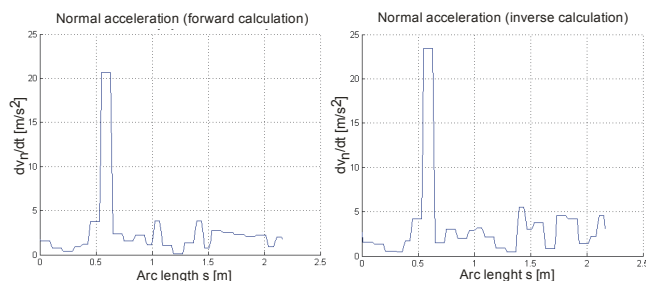 Normal acceleration (forward calculation)
25
20
15
10
5
0
dvn/dt [m/s2]
0 0.5 1 1.5 2 2.5
Arc length s [m]
Normal acceleration (inverse calculation)
25
20
15
10
5
0
dvn/dt [m/s2]
0 0.5 1 1.5 2 2.5
Arc lenght s [m]